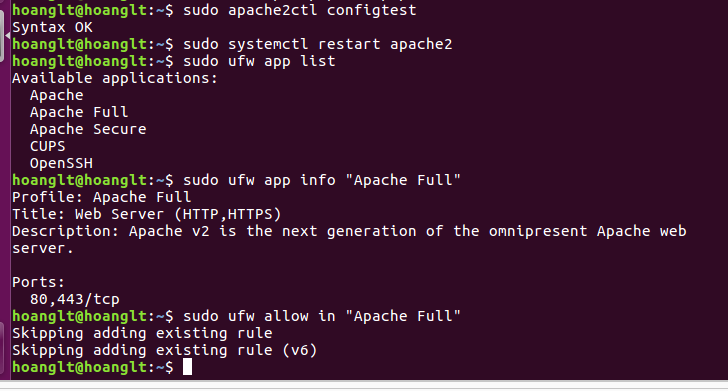 hoanglt@hoanglt:~$ sudo apache2ctl configtest
Syntax OK
hoanglt@hoanglt:~$ sudo systemctl restart apache2
hoanglt@hoanglt:~$ sudo ufw app list
Available applications:
  Apache
  Apache Full
  Apache Secure
  CUPS
  OpenSSH
hoanglt@hoanglt:~$ sudo ufw app info "Apache Full"
Profile: Apache Full
Title: Web Server (HTTP,HTTPS)
Description: Apache v2 is the next generation of the omnipresent Apache web
server.

Ports:
  80,443/tcp
hoanglt@hoanglt:~$ sudo ufw allow in "Apache Full"
Skipping adding existing rule
Skipping adding existing rule (v6)
hoanglt@hoanglt:~$